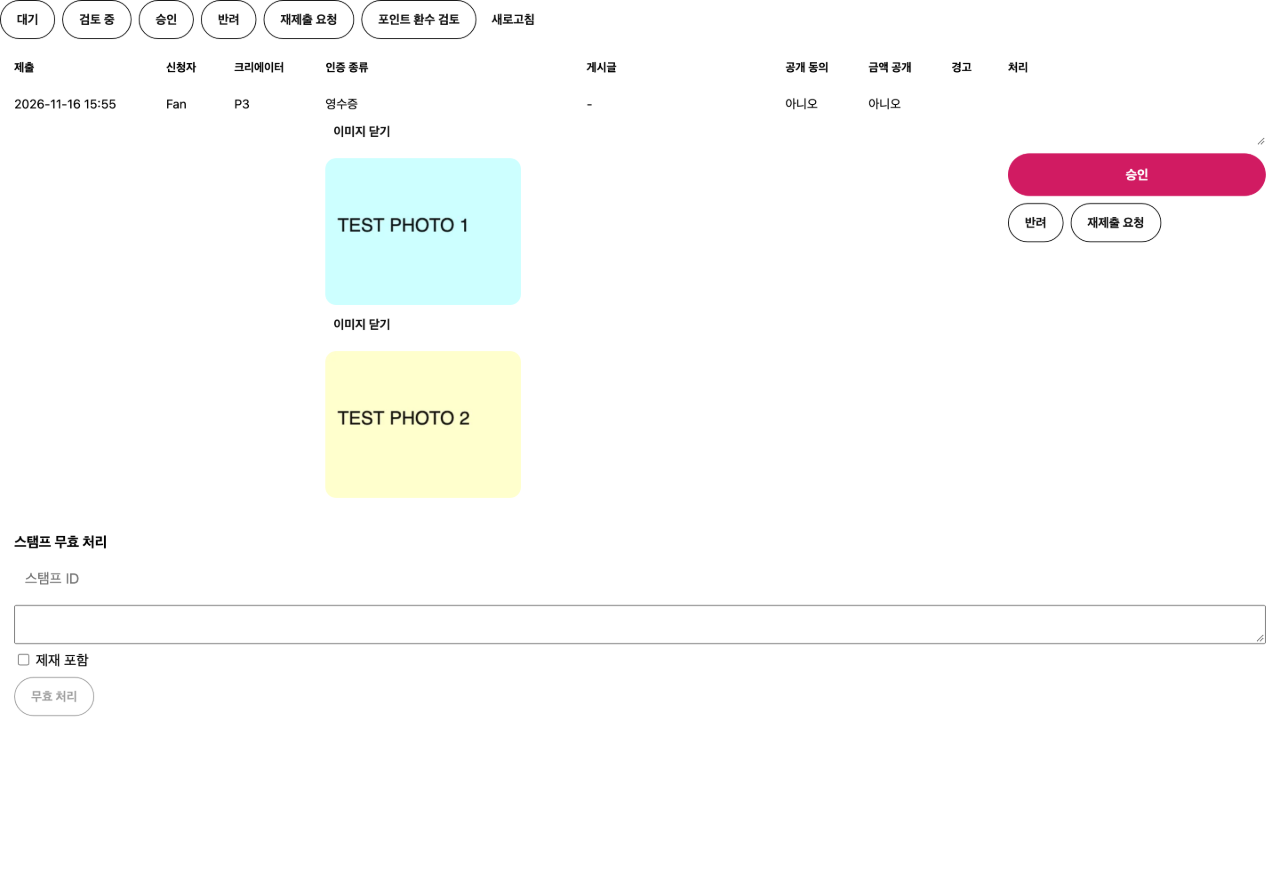 대기 검토 중 승인 반려 재제출 요청 포인트 환수 검토 새로고침
제출 신청자 크리에이터 인증 종류 게시글 공개 동의 금액 공개 경고 처리
2026-11-16 15:55 Fan P3 영수증 - 아니오 아니오
이미지 닫기
TEST PHOTO 1
승인
반려 재제출 요청
이미지 닫기
TEST PHOTO 2
스탬프 무효 처리
스탬프 ID
제재 포함
무효 처리